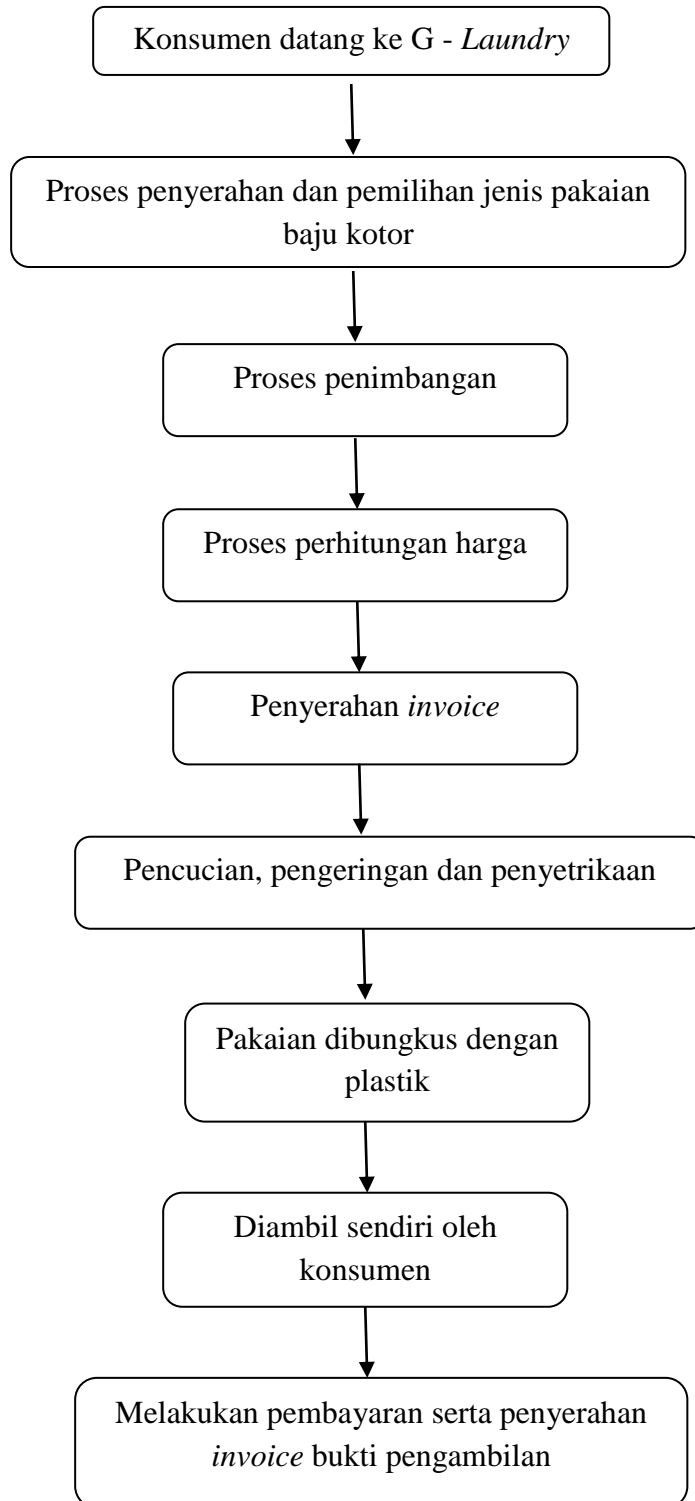 Konsumen datang ke G - Laundry
Proses penyerahan dan pemilihan jenis pakaian
baju kotor
Proses penimbangan
Proses perhitungan harga
Penyerahan invoice
Pencucian, pengeringan dan penyetrikaan
Pakaian dibungkus dengan
plastik
Diambil sendiri oleh
konsumen
Melakukan pembayaran serta penyerahan
invoice bukti pengambilan